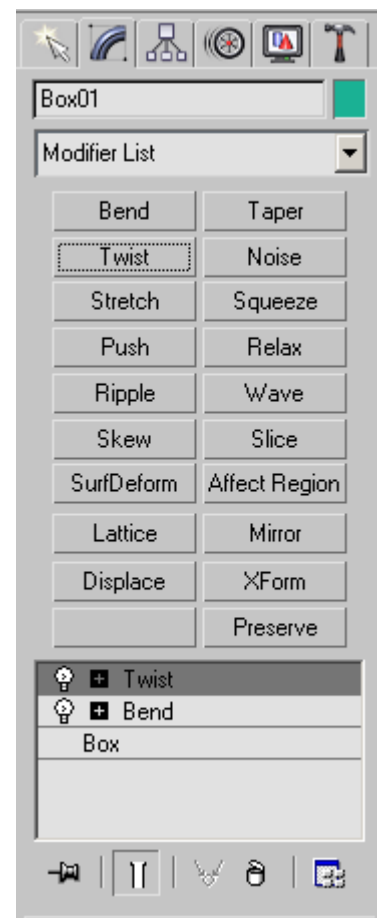 Box01
Modifier List
Bend Taper
Twist Noise
Stretch Squeeze
Push Relax
Ripple Wave
Skew Slice
SurfDeform Affect Region
Lattice Mirror
Displace XForm
Preserve
Twist
Bend
Box